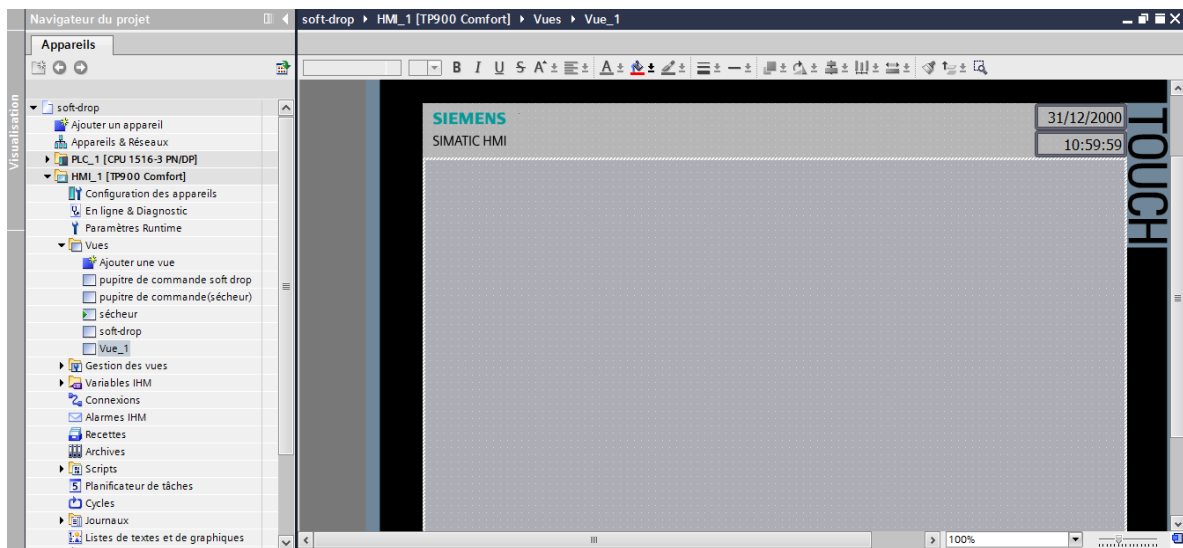 Navigateur du projet
soft-drop HMI_1 [TP900 Comfort] Vues Vue_1
Appareils
B I U S A A
Visualisation
soft-drop
Ajouter un appareil
Appareils & Réseaux
PLC_1 [CPU 1516-3 PN/DP]
HMI_1 [TP900 Comfort]
Configuration des appareils
En ligne & Diagnostic
Paramètres Runtime
Vues
Ajouter une vue
pupitre de commande soft drop
pupitre de commande(sécheur)
sécheur
soft-drop
Vue_1
Gestion des vues
Variables IHM
Connexions
Alarmes IHM
Recettes
Archives
Scripts
Planificateur de tâches
Cycles
Journaux
Listes de textes et de graphiques
SIEMENS
SIMATIC HMI
31/12/2000
10:59:59
TOUCH
100%